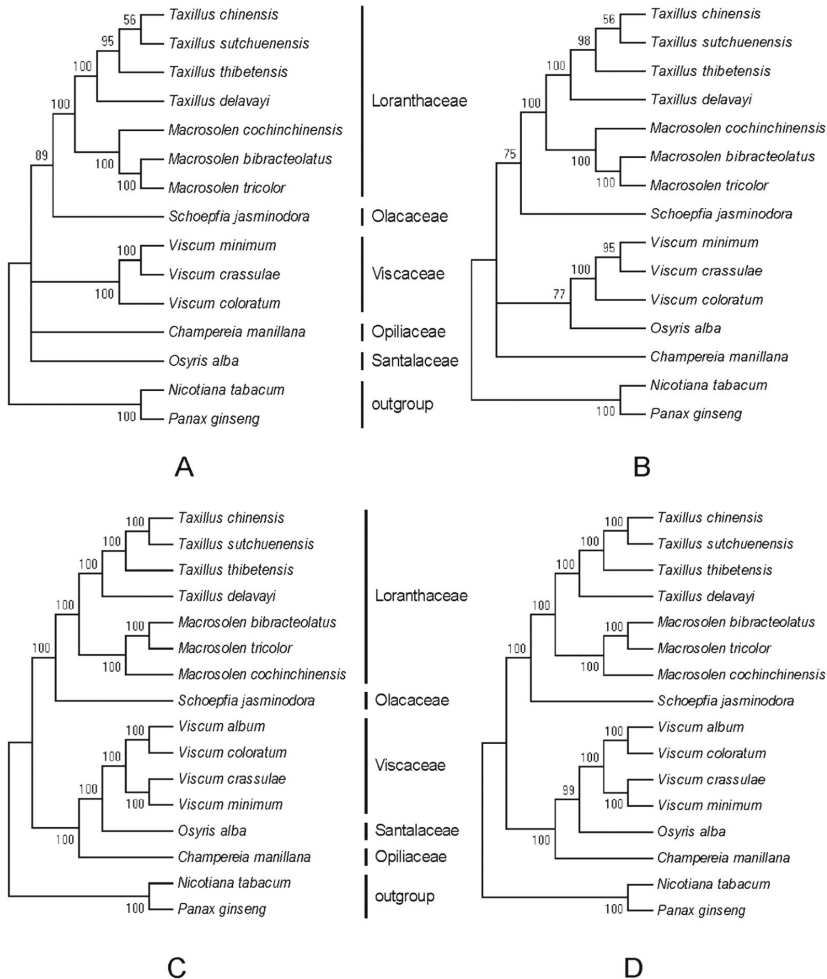 56
Taxillus chinensis
95
Taxillus sutchuenensis
100
Taxillus thibetensis
100
Taxillus delavayi
Loranthaceae
Macrosolen cochinchinensis
89
100
Macrosolen bibracteolatus
100
Macrosolen tricolor
Schoepfia jasminodora
Olacaceae
100
Viscum minimum
Viscum crassulae
Viscaceae
100
Viscum coloratum
Champereia manillana
Opiliaceae
Osyris alba
Santalaceae
Nicotiana tabacum
outgroup
100
Panax ginseng
A
56
Taxillus chinensis
98
Taxillus sutchuenensis
100
Taxillus thibetensis
100
Taxillus delavayi
Macrosolen cochinchinensis
75
100
Macrosolen bibracteolatus
100
Macrosolen tricolor
Schoepfia jasminodora
95
Viscum minimum
100
Viscum crassulae
77
Viscum coloratum
Osyris alba
Champereia manillana
Nicotiana tabacum
100
Panax ginseng
B
100
Taxillus chinensis
100
Taxillus sutchuenensis
100
Taxillus thibetensis
100
Taxillus delavayi
Loranthaceae
100
Macrosolen bibracteolatus
100
Macrosolen tricolor
100
Macrosolen cochinchinensis
Schoepfia jasminodora
Olacaceae
100
Viscum album
100
Viscum coloratum
Viscaceae
100
Viscum crassulae
100
Viscum minimum
100
Osyris alba
Santalaceae
Champereia manillana
Opiliaceae
Nicotiana tabacum
outgroup
100
Panax ginseng
C
100
Taxillus chinensis
100
Taxillus sutchuenensis
100
Taxillus thibetensis
100
Taxillus delavayi
100
Macrosolen bibracteolatus
100
Macrosolen tricolor
100
Macrosolen cochinchinensis
Schoepfia jasminodora
100
Viscum album
100
Viscum coloratum
99
Viscum crassulae
100
Viscum minimum
100
Osyris alba
Champereia manillana
Nicotiana tabacum
100
Panax ginseng
D